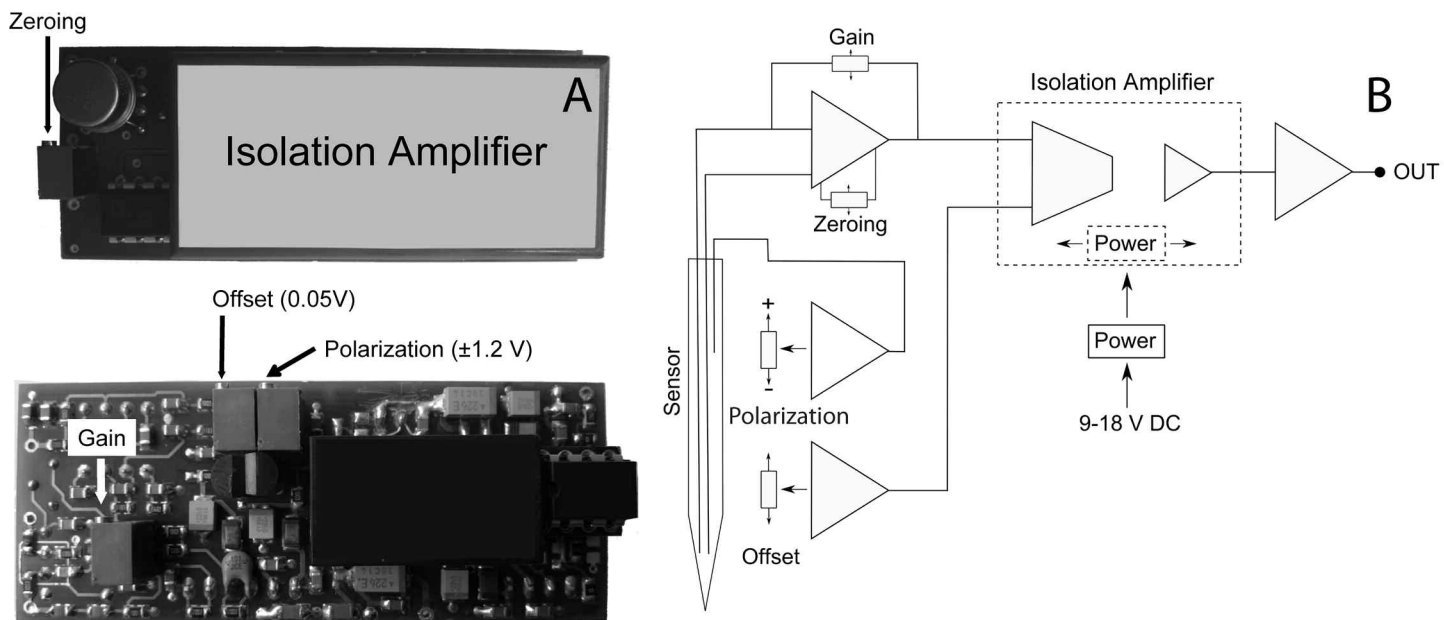 Zeroing
A
Isolation Amplifier
Offset (0.05V)
Polarization (±1.2 V)
Gain
B
Gain
Isolation Amplifier
OUT
Zeroing
Power
Power
9-18 V DC
Sensor
+
-
Polarization
Offset